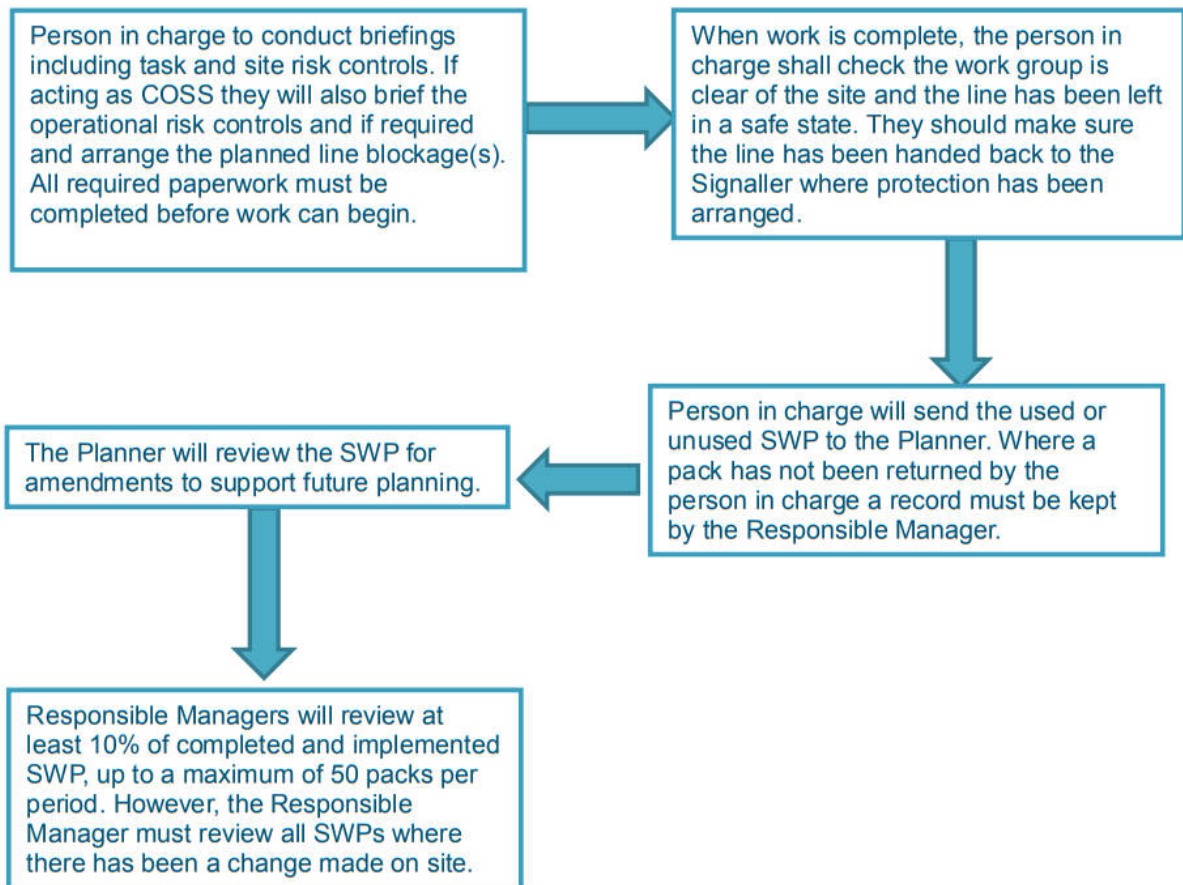 Person in charge to conduct briefings
including task and site risk controls. If
acting as COSS they will also brief the
operational risk controls and if required
and arrange the planned line blockage(s).
All required paperwork must be
completed before work can begin.
When work is complete, the person in
charge shall check the work group is
clear of the site and the line has been left
in a safe state. They should make sure
the line has been handed back to the
Signaller where protection has been
arranged.
Person in charge will send the used or
unused SWP to the Planner. Where a
pack has not been returned by the
person in charge a record must be kept
by the Responsible Manager.
The Planner will review the SWP for
amendments to support future planning.
Responsible Managers will review at
least 10% of completed and implemented
SWP, up to a maximum of 50 packs per
period. However, the Responsible
Manager must review all SWPs where
there has been a change made on site.